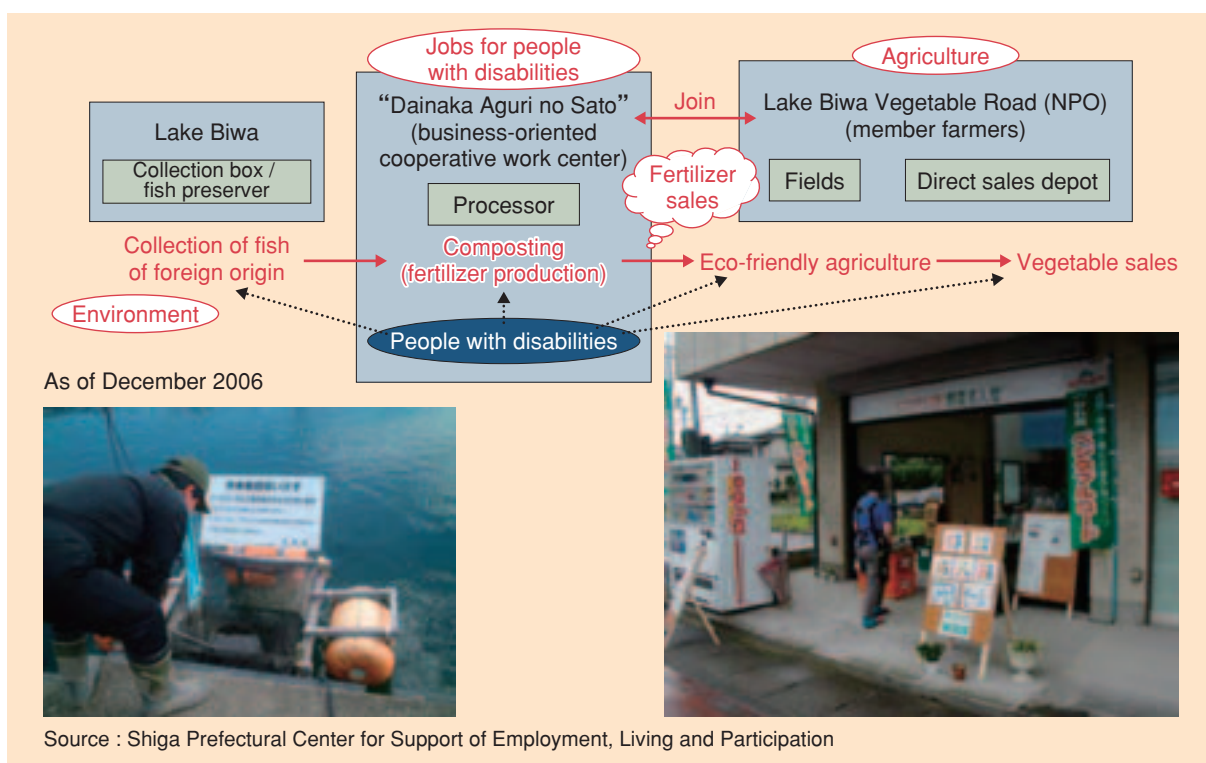 Jobs for people
with disabilities
Agriculture
Lake Biwa
Collection box /
fish preserver
“Dainaka Aguri no Sato”
(business-oriented
cooperative work center)
Processor
Join
Lake Biwa Vegetable Road (NPO)
(member farmers)
Fields
Direct sales depot
Fertilizer
sales
Collection of fish
of foreign origin
Composting
(fertilizer production)
Eco-friendly agriculture
Vegetable sales
Environment
People with disabilities
As of December 2006
Source : Shiga Prefectural Center for Support of Employment, Living and Participation